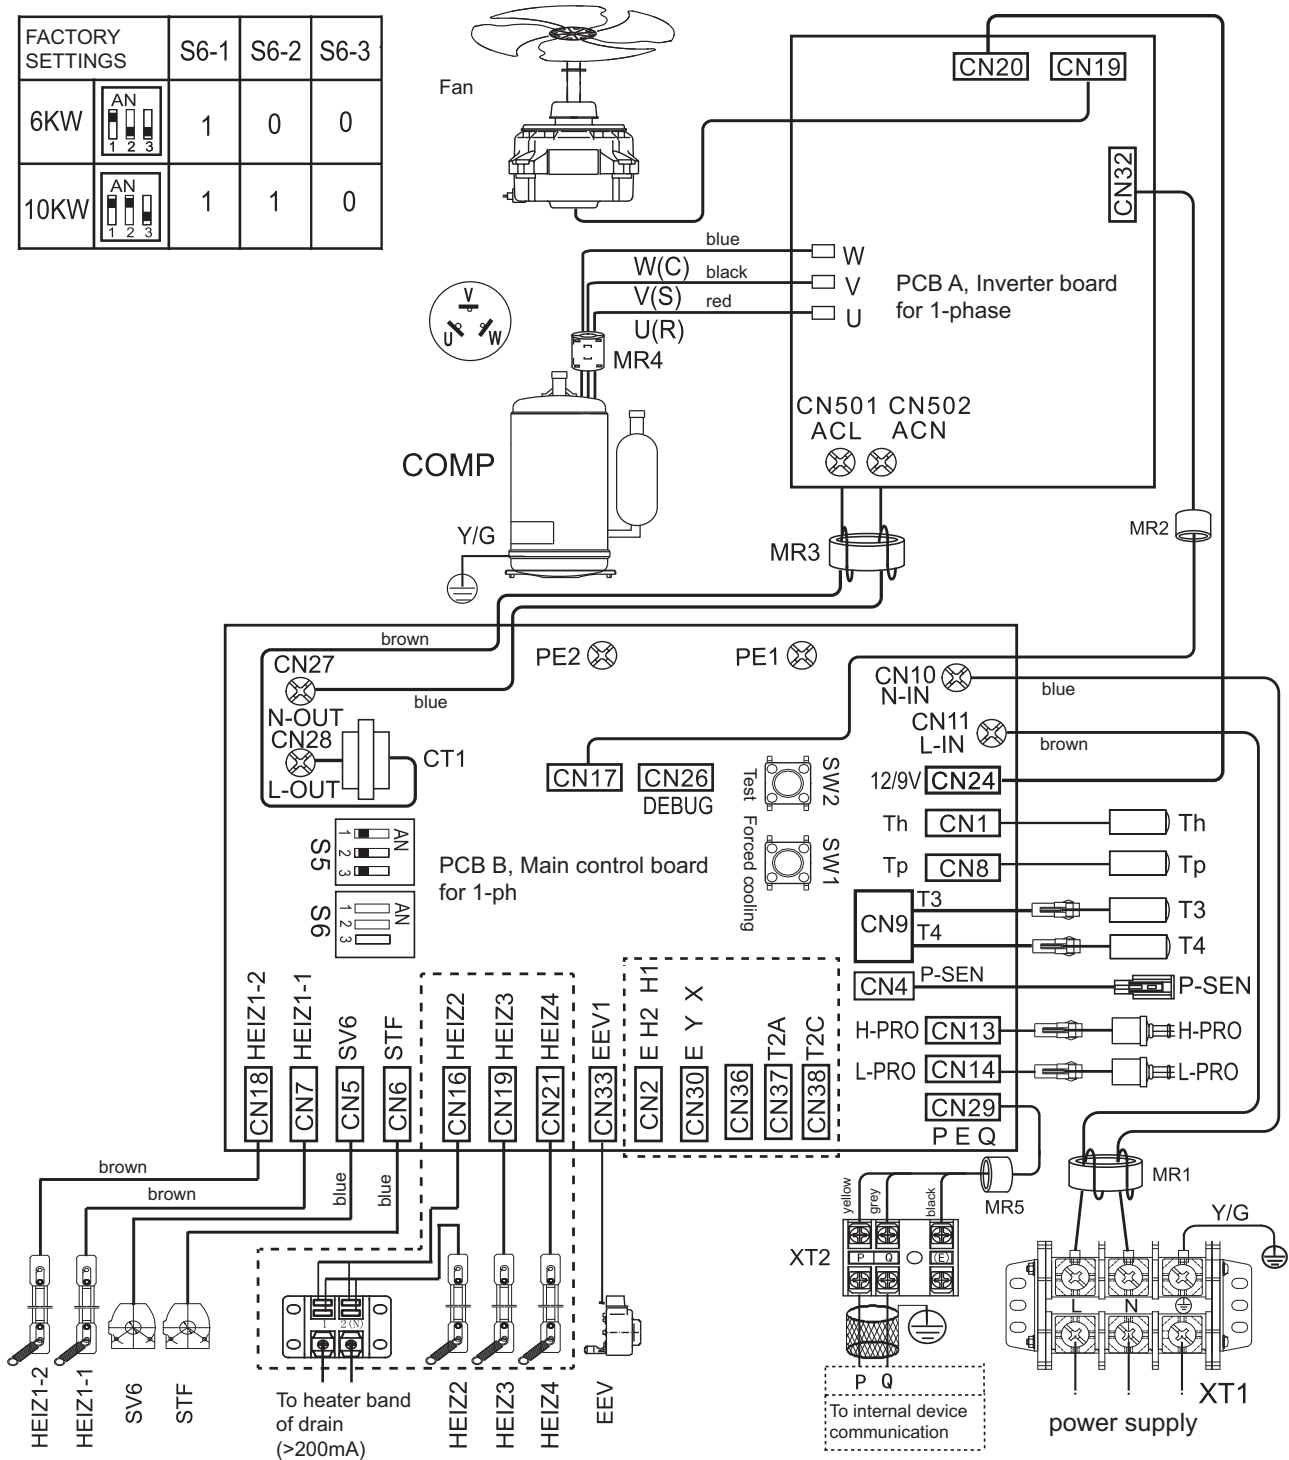 FACTORY
SETTINGS
S6-1
S6-2
S6-3
6KW
AN
1 2 3
1
0
0
10KW
AN
1 2 3
1
1
0
Fan
CN20
CN19
CN32
blue
W
W(C)
black
V
V(S)
red
U
U(R)
MR4
V
U
W
PCB A, Inverter board
for 1-phase
CN501
CN502
ACL
ACN
COMP
Y/G
MR3
MR2
brown
CN27
N-OUT
blue
CN28
L-OUT
CT1
PE2
PE1
CN10
N-IN
blue
CN11
L-IN
brown
CN17
CN26
DEBUG
SW2
Test
SW1
Forced cooling
12/9V
CN24
Th
CN1
Th
Tp
CN8
Tp
CN9
T3
T3
T4
T4
CN4
P-SEN
P-SEN
H-PRO
CN13
H-PRO
L-PRO
CN14
L-PRO
CN29
P E Q
S5
1
2
3
AN
S6
1
2
3
AN
PCB B, Main control board
for 1-ph
HEIZ1-2
HEIZ1-1
SV6
STF
HEIZ2
HEIZ3
HEIZ4
EEV1
E H2 H1
E Y X
T2A
T2C
CN18
CN7
CN5
CN6
CN16
CN19
CN21
CN33
CN2
CN30
CN36
CN37
CN38
brown
brown
blue
blue
yellow
grey
black
MR5
MR1
Y/G
XT2
P
Q
(E)
L
N
1
2(N)
P Q
To internal device
communication
XT1
power supply
HEIZ1-2
HEIZ1-1
SV6
STF
To heater band
of drain
(>200mA)
HEIZ2
HEIZ3
HEIZ4
EEV